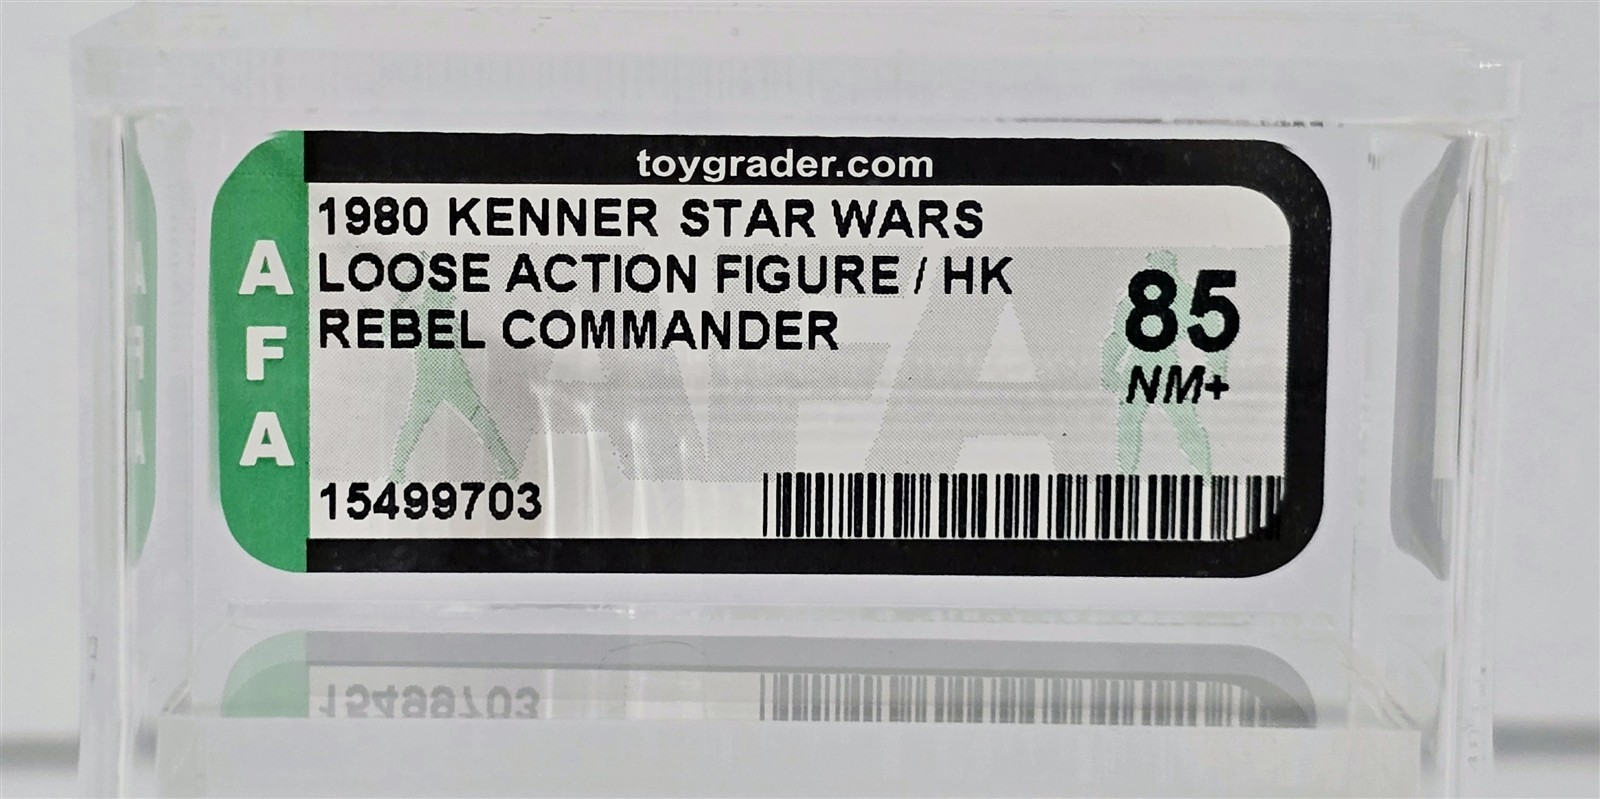 toygrader.com
AFA
1980 KENNER STAR WARS
LOOSE ACTION FIGURE / HK
REBEL COMMANDER
85
NM+
15499703